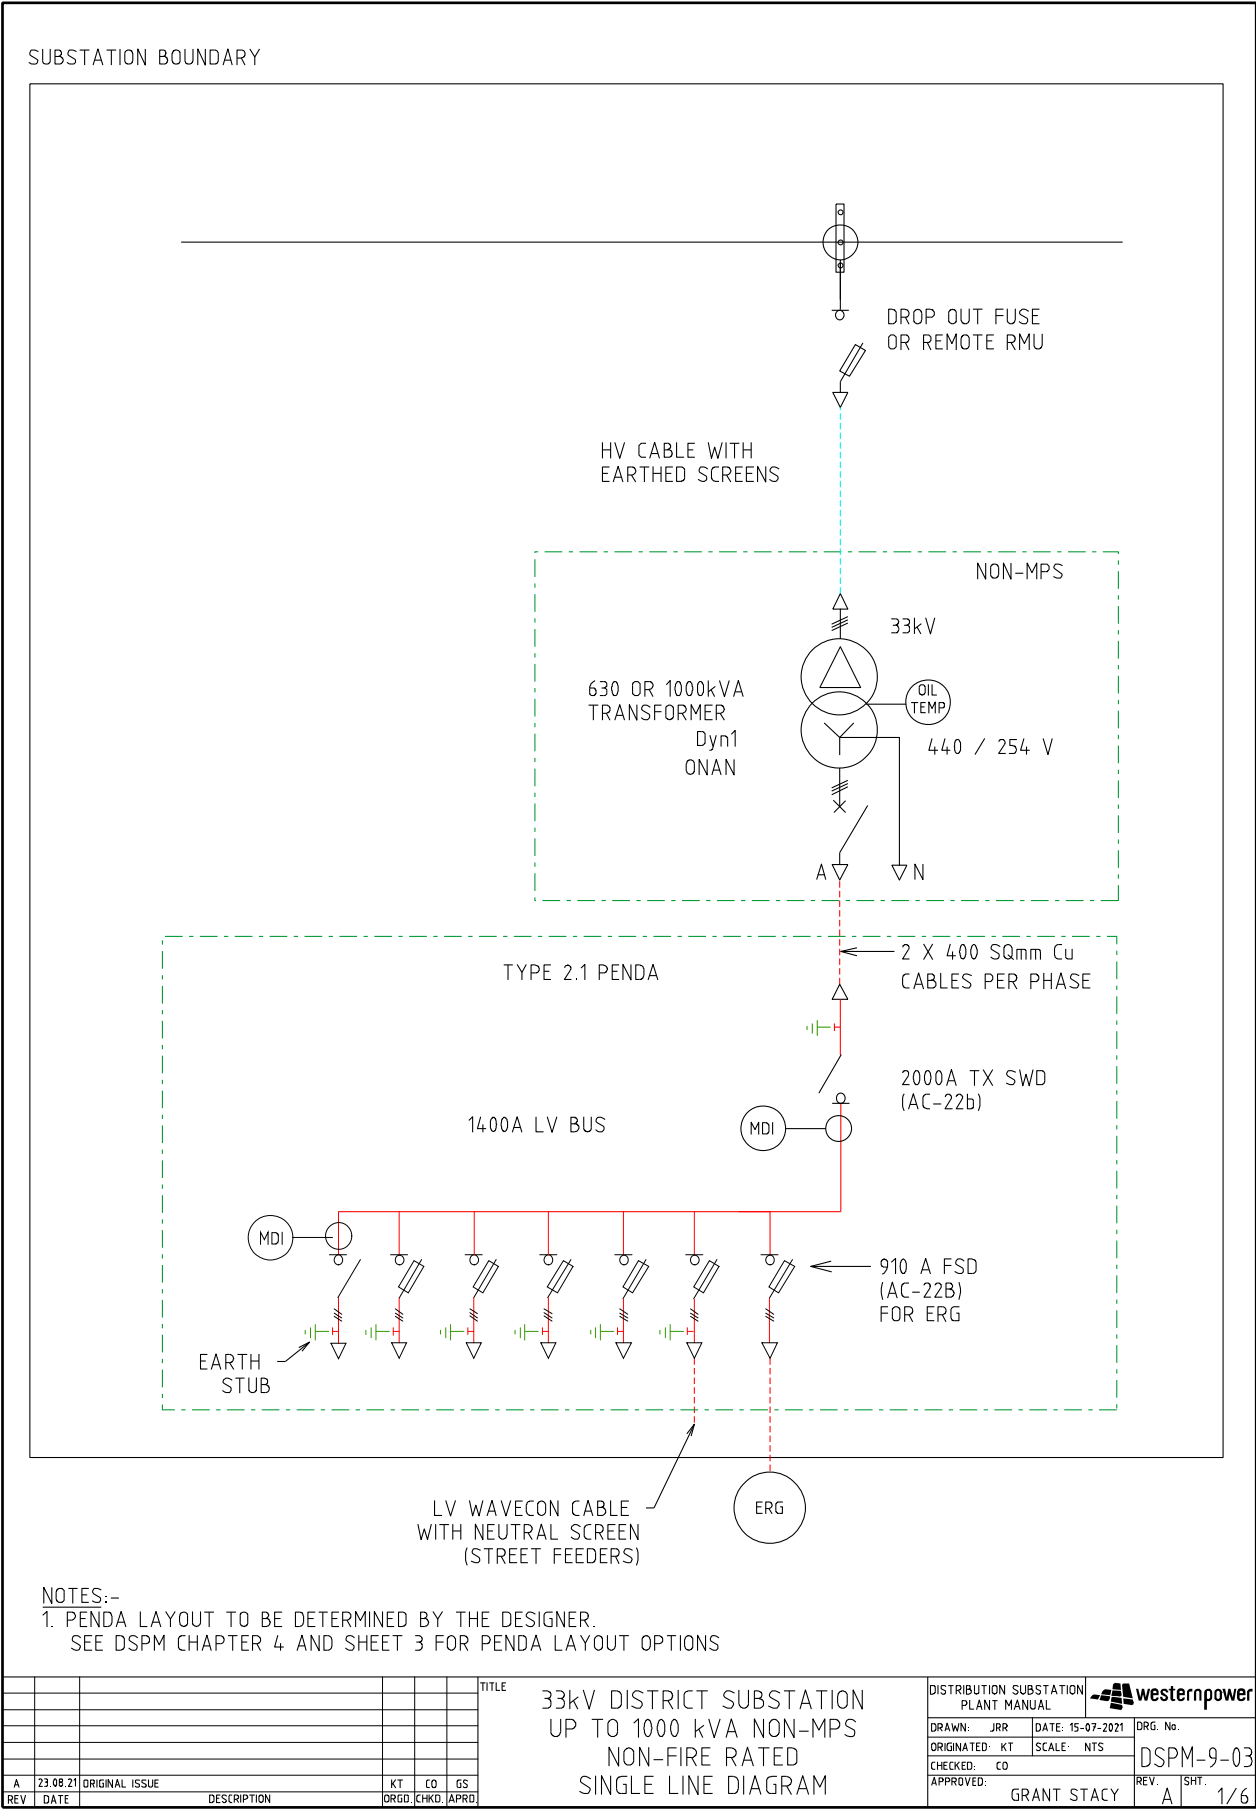 SUBSTATION BOUNDARY
DROP OUT FUSE
OR REMOTE RMU
HV CABLE WITH
EARTHED SCREENS
NON-MPS
33kV
630 OR 1000kVA
TRANSFORMER
Dyn1
ONAN
OIL
TEMP
440 / 254 V
A
N
2 X 400 SQmm Cu
CABLES PER PHASE
TYPE 2.1 PENDA
2000A TX SWD
(AC-22b)
MDI
1400A LV BUS
MDI
910 A FSD
(AC-22B)
FOR ERG
EARTH
STUB
LV WAVECON CABLE
WITH NEUTRAL SCREEN
(STREET FEEDERS)
ERG
NOTES:-
1. PENDA LAYOUT TO BE DETERMINED BY THE DESIGNER.
SEE DSPM CHAPTER 4 AND SHEET 3 FOR PENDA LAYOUT OPTIONS
A 23.08.21 ORIGINAL ISSUE KT CO GS
REV DATE DESCRIPTION ORGD. CHKD. APRD.
TITLE
33kV DISTRICT SUBSTATION
UP TO 1000 kVA NON-MPS
NON-FIRE RATED
SINGLE LINE DIAGRAM
DISTRIBUTION SUBSTATION
PLANT MANUAL
westernpower
DRAWN: JRR DATE: 15-07-2021
ORIGINATED: KT SCALE: NTS
CHECKED: CO
APPROVED:
GRANT STACY
DRG. No.
DSPM-9-03
REV. A SHT. 1/6